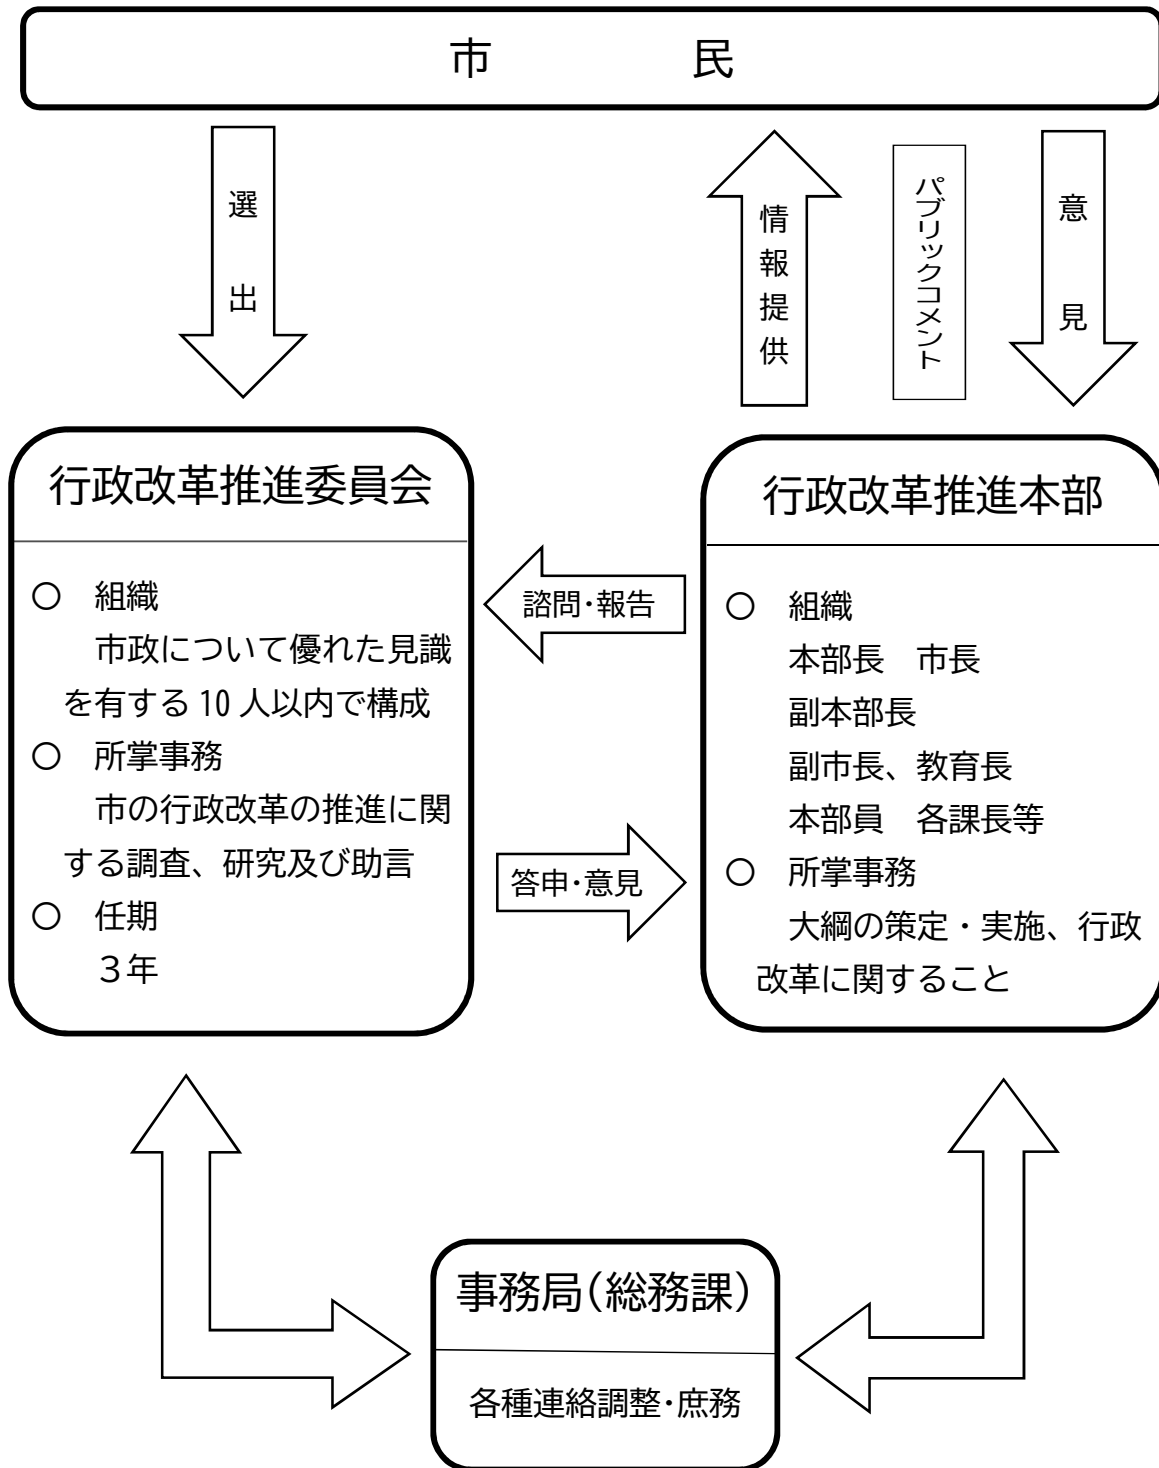 市　　　　民
選出
情報提供
パブリックコメント
意見
行政改革推進委員会
○　組織
市政について優れた見識
を有する10人以内で構成
○　所掌事務
市の行政改革の推進に関
する調査、研究及び助言
○　任期
３年
諮問・報告
答申・意見
行政改革推進本部
○　組織
本部長　市長
副本部長
副市長、教育長
本部員　各課長等
○　所掌事務
大綱の策定・実施、行政
改革に関すること
事務局(総務課)
各種連絡調整・庶務